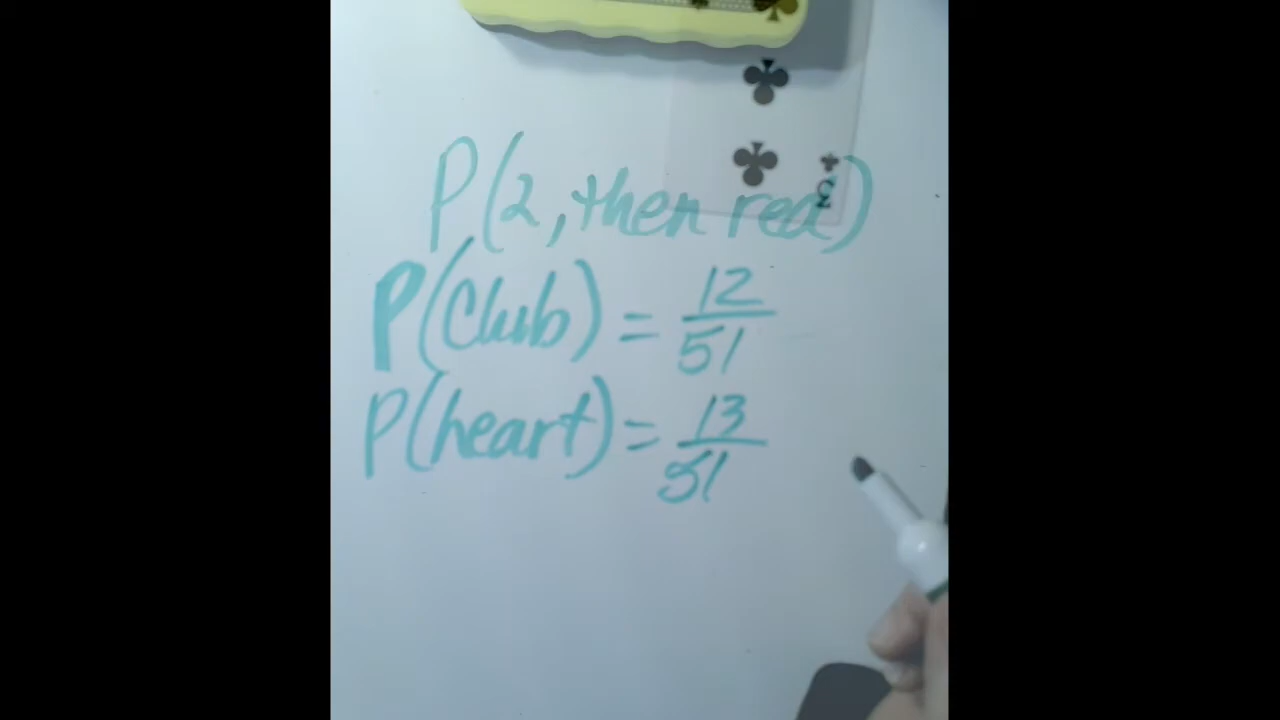 P(2, then red)
P(Club) = 12/51
P(heart) = 13/51